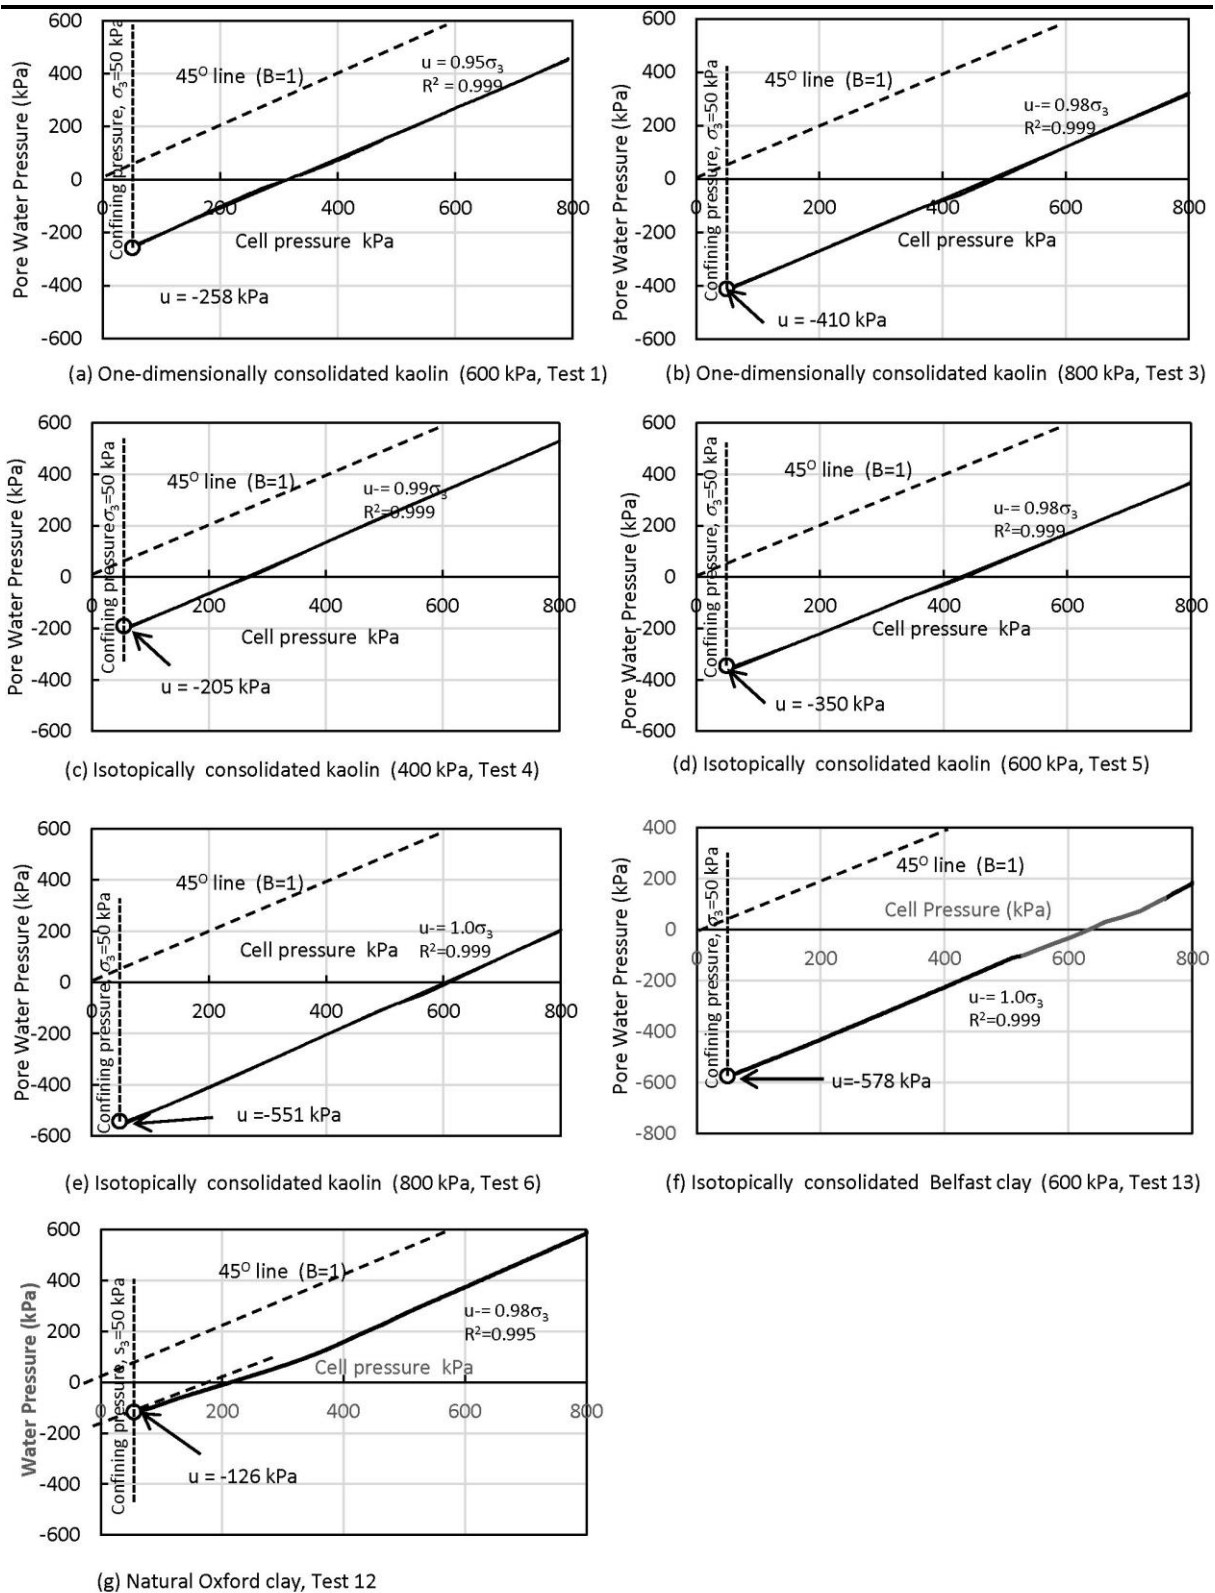 600
400
200
0
-200
-400
-600
0
200
400
600
800
Pore Water Pressure (kPa)
Confining pressure, σ₃=50 kPa
45⁰ line (B=1)
u = 0.95σ₃
R² = 0.999
Cell pressure kPa
u = -258 kPa
(a) One-dimensionally consolidated kaolin (600 kPa, Test 1)
600
400
200
0
-200
-400
-600
0
200
400
600
800
Pore Water Pressure (kPa)
Confining pressure, σ₃=50 kPa
45⁰ line (B=1)
u-= 0.98σ₃
R²=0.999
Cell pressure kPa
u = -410 kPa
(b) One-dimensionally consolidated kaolin (800 kPa, Test 3)
600
400
200
0
-200
-400
-600
0
200
400
600
800
Pore Water Pressure (kPa)
Confining pressure σ₃=50 kPa
45⁰ line (B=1)
u-= 0.99σ₃
R²=0.999
Cell pressure kPa
u = -205 kPa
(c) Isotopically consolidated kaolin (400 kPa, Test 4)
600
400
200
0
-200
-400
-600
0
200
400
600
800
Pore Water Pressure (kPa)
Confining pressure, σ₃=50 kPa
45⁰ line (B=1)
u-= 0.98σ₃
R²=0.999
Cell pressure kPa
u = -350 kPa
(d) Isotopically consolidated kaolin (600 kPa, Test 5)
600
400
200
0
-200
-400
-600
0
200
400
600
800
Pore Water Pressure (kPa)
Confining pressure, σ₃=50 kPa
45⁰ line (B=1)
Cell pressure kPa
u-= 1.0σ₃
R²=0.999
u =-551 kPa
(e) Isotopically consolidated kaolin (800 kPa, Test 6)
400
200
0
-200
-400
-600
-800
0
200
400
600
800
Pore Water Pressure (kPa)
Confining pressure, σ₃=50 kPa
45⁰ line (B=1)
Cell Pressure (kPa)
u-= 1.0σ₃
R²=0.999
u=-578 kPa
(f) Isotopically consolidated Belfast clay (600 kPa, Test 13)
600
400
200
0
-200
-400
-600
0
200
400
600
800
Water Pressure (kPa)
Confining pressure, s₃=50 kPa
45⁰ line (B=1)
u-= 0.98σ₃
R²=0.995
Cell pressure kPa
u = -126 kPa
(g) Natural Oxford clay, Test 12